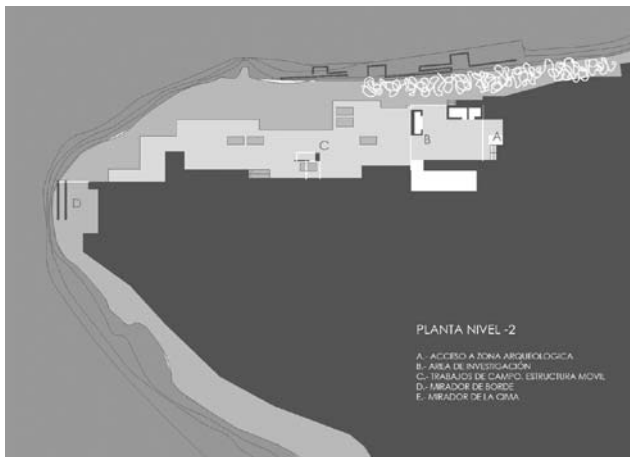 A
B
C
D
PLANTA NIVEL -2
A.- ACCESO A ZONA ARQUEOLOGICA
B.- AREA DE INVESTIGACIÓN
C.- TRABAJOS DE CAMPO. ESTRUCTURA MOVIL
D.- MIRADOR DE BORDE
E.- MIRADOR DE LA CIMA